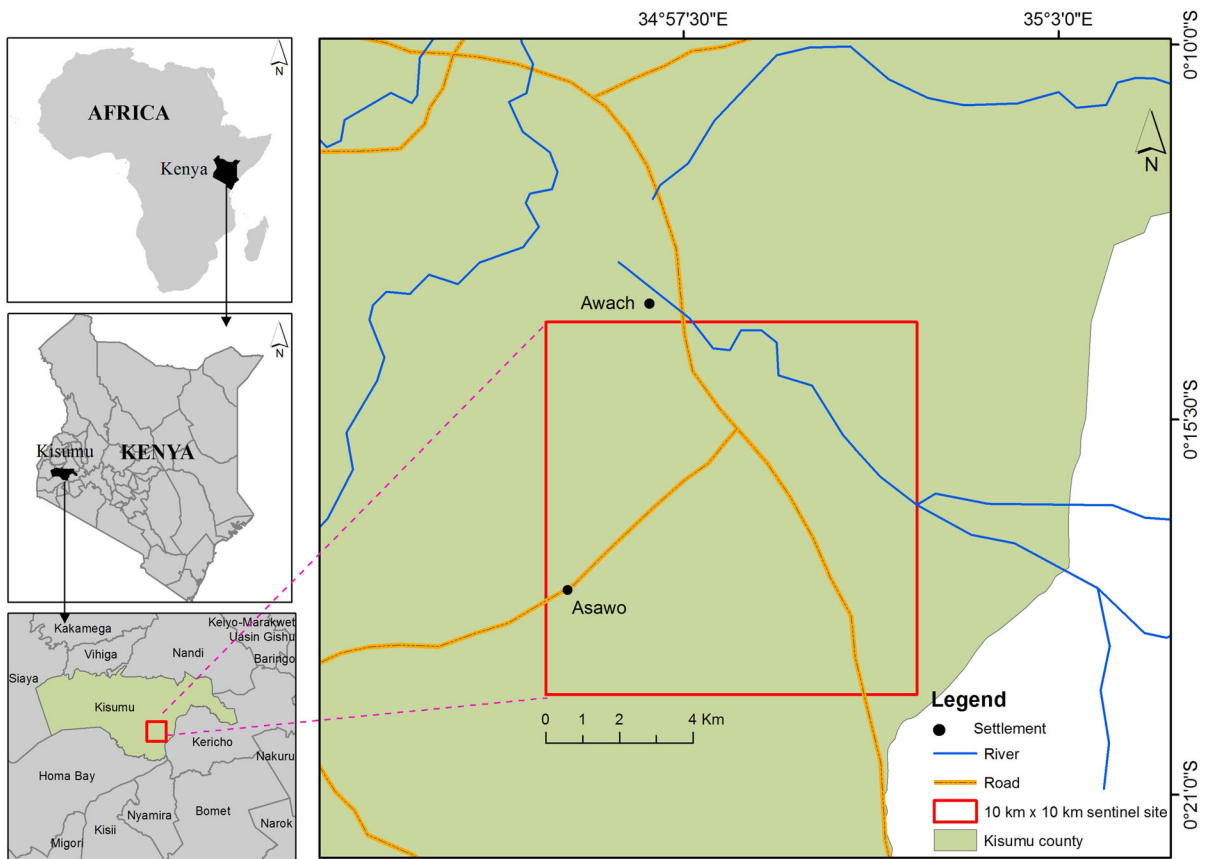 34°57'30"E
35°3'0"E
N
AFRICA
Kenya
0°10'0"S
N
N
Awach
Kisumu
KENYA
0°15'30"S
Asawo
Kakamega
Keiyo-Marakwet
Uasin Gishu
Vihiga
Nandi
Baringo
Siaya
Kisumu
Kericho
Nakuru
Homa Bay
Nyamira
Bomet
Kisii
Narok
Migori
0 1 2 4 Km
Legend
Settlement
River
Road
10 km x 10 km sentinel site
Kisumu county
0°21'0"S